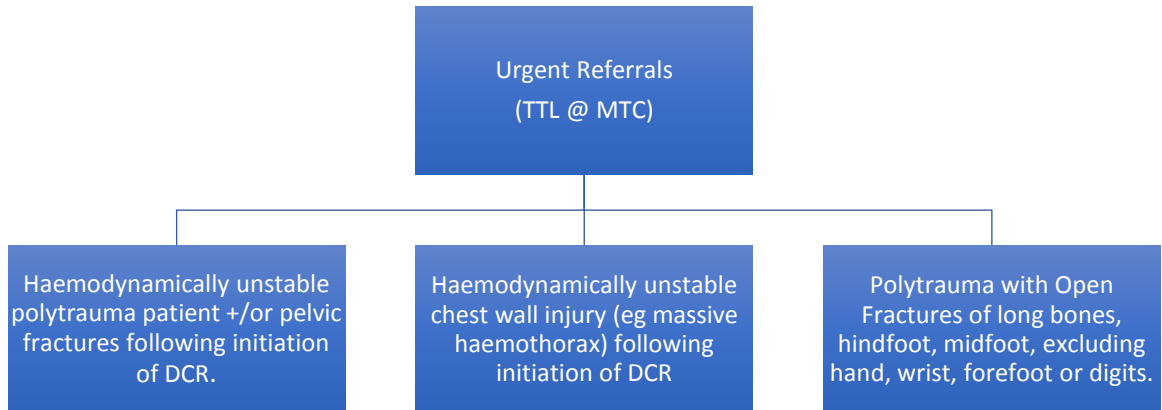 Urgent Referrals
(TTL @ MTC)
Haemodynamically unstable
polytrauma patient +/or pelvic
fractures following initiation
of DCR.
Haemodynamically unstable
chest wall injury (eg massive
haemothorax) following
initiation of DCR
Polytrauma with Open
Fractures of long bones,
hindfoot, midfoot, excluding
hand, wrist, forefoot or digits.